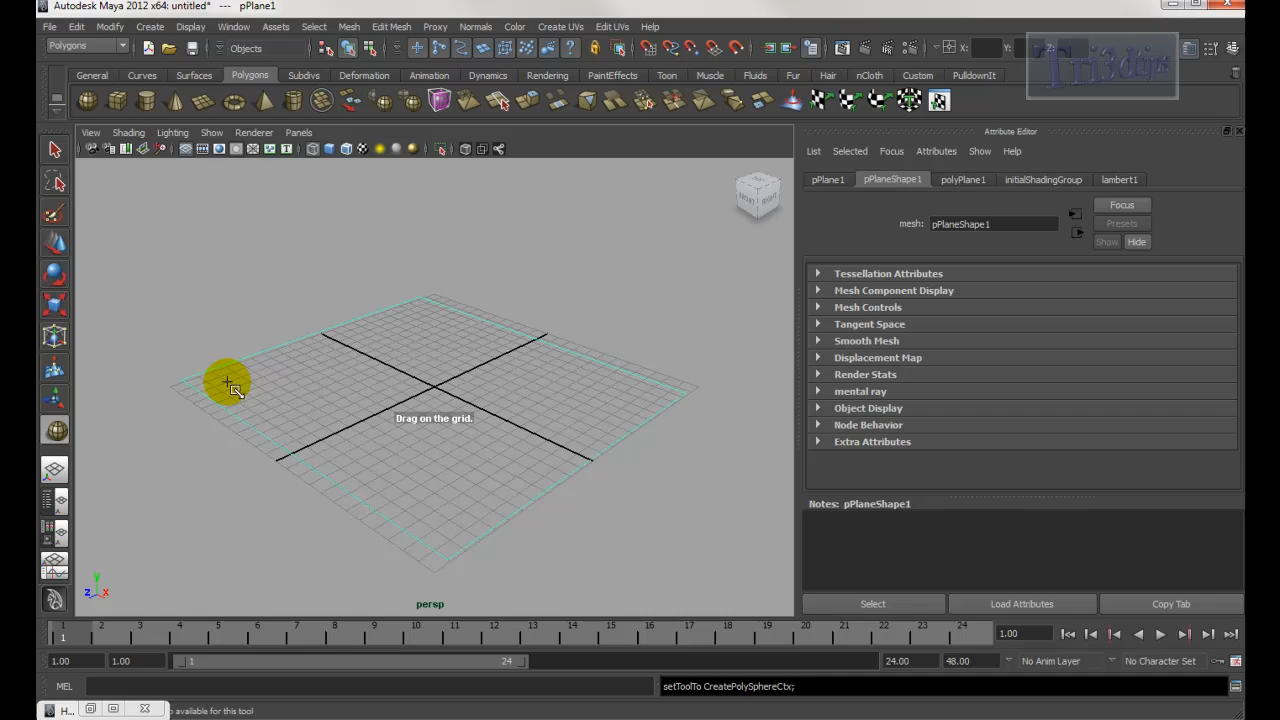 Autodesk Maya 2012 x64: untitled* --- pPlane1
File Edit Modify Create Display Window Assets Select Mesh Edit Mesh Proxy Normals Color Create UVs Edit UVs Help
Polygons Objects X: Y: Z:
Tri3d
General Curves Surfaces Polygons Subdivs Deformation Animation Dynamics Rendering PaintEffects Toon Muscle Fluids Fur Hair nCloth Custom PulldownIt
View Shading Lighting Show Renderer Panels
Attribute Editor
List Selected Focus Attributes Show Help
pPlane1 pPlaneShape1 polyPlane1 initialShadingGroup lambert1
Focus
mesh: pPlaneShape1
Presets
Show Hide
FRONT RIGHT
Tessellation Attributes
Mesh Component Display
Mesh Controls
Tangent Space
Smooth Mesh
Displacement Map
Render Stats
mental ray
Object Display
Node Behavior
Extra Attributes
Drag on the grid.
Notes: pPlaneShape1
y
z x
persp
Select Load Attributes Copy Tab
1 2 3 4 5 6 7 8 9 10 11 12 13 14 15 16 17 18 19 20 21 22 23 24
1 1.00
1.00 1.00 1 24 24.00 48.00 No Anim Layer No Character Set
MEL setToolTo CreatePolySphereCtx;
H... available for this tool